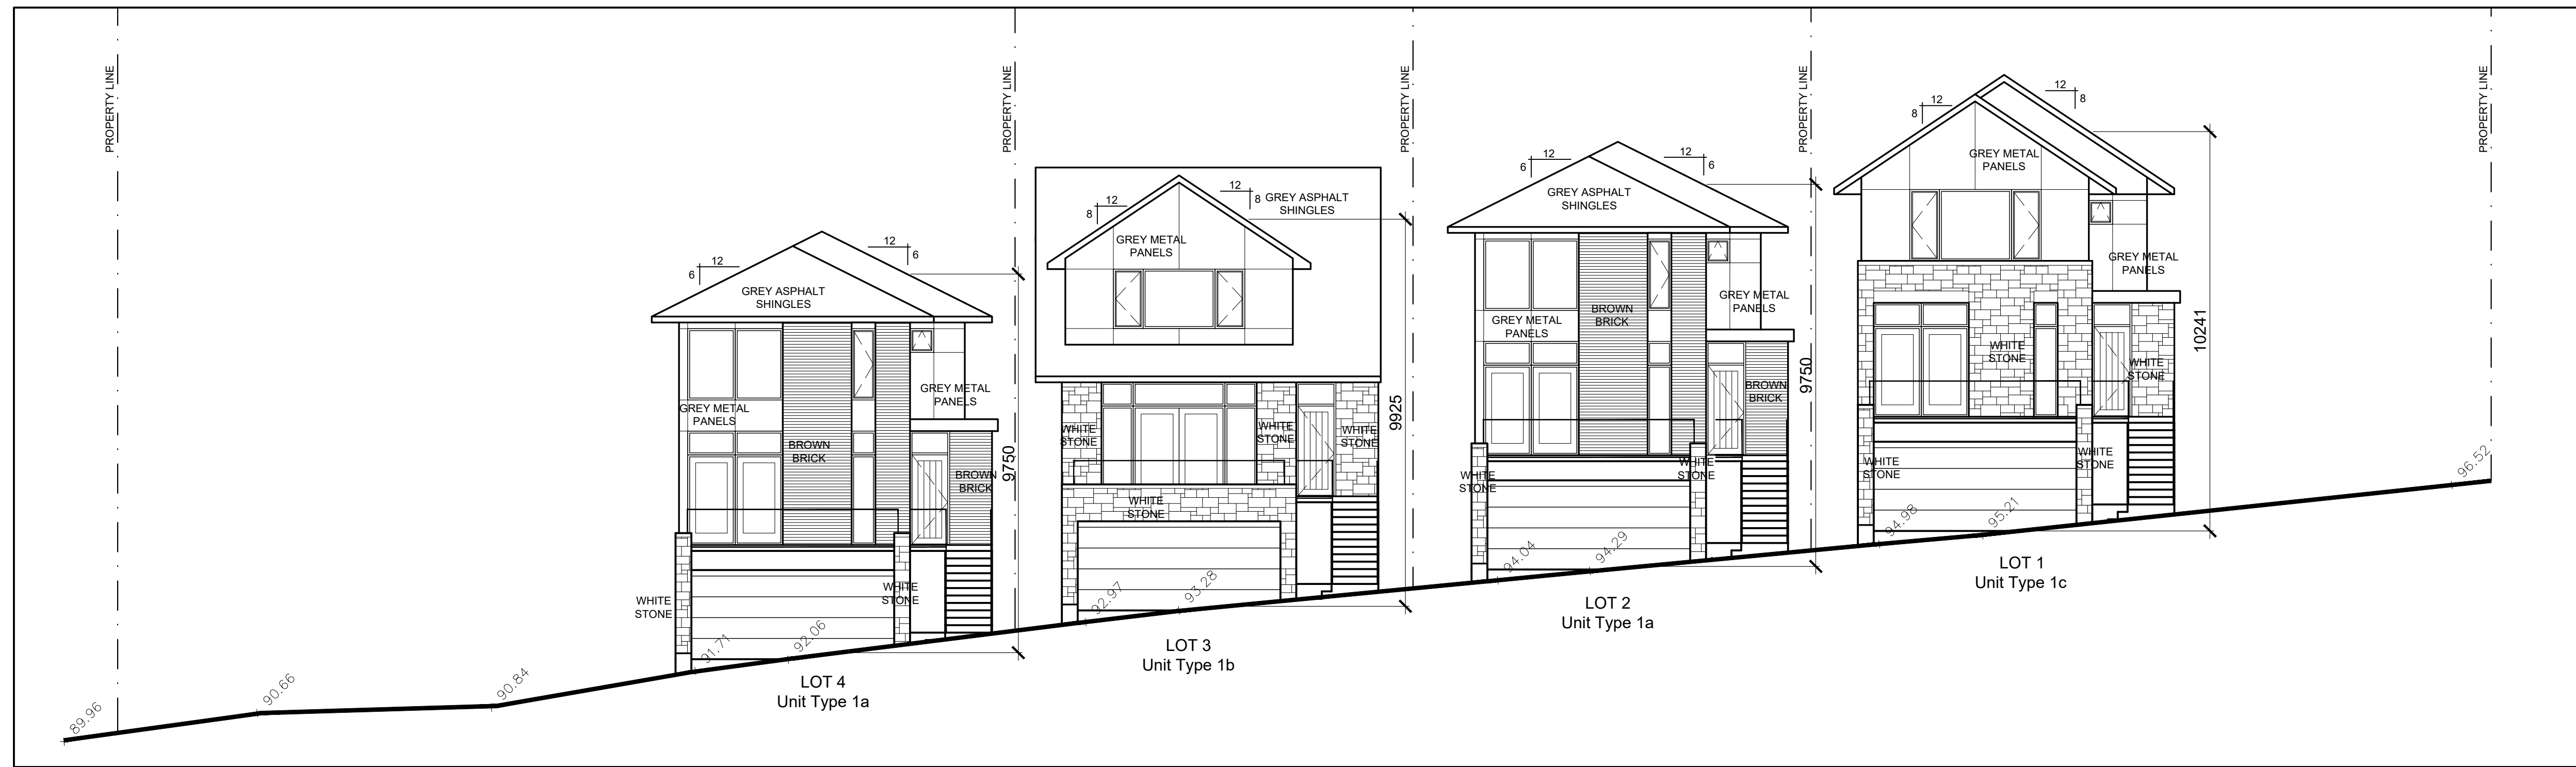 PROPERTY LINE
PROPERTY LINE
PROPERTY LINE
PROPERTY LINE
PROPERTY LINE
12
6
12
6
GREY ASPHALT
SHINGLES
GREY METAL
PANELS
GREY METAL
PANELS
BROWN
BRICK
BROWN
BRICK
9750
WHITE
STONE
WHITE
STONE
89.96
90.66
90.84
91.71
92.06
LOT 4
Unit Type 1a
12
8
12
8
GREY ASPHALT
SHINGLES
GREY METAL
PANELS
WHITE
STONE
WHITE
STONE
WHITE
STONE
9925
WHITE
STONE
92.97
93.28
LOT 3
Unit Type 1b
12
6
12
6
GREY ASPHALT
SHINGLES
GREY METAL
PANELS
GREY METAL
PANELS
BROWN
BRICK
BROWN
BRICK
9750
WHITE
STONE
WHITE
STONE
94.04
94.29
LOT 2
Unit Type 1a
12
8
12
8
GREY METAL
PANELS
GREY METAL
PANELS
WHITE
STONE
WHITE
STONE
10241
WHITE
STONE
WHITE
STONE
94.98
95.21
96.52
LOT 1
Unit Type 1c